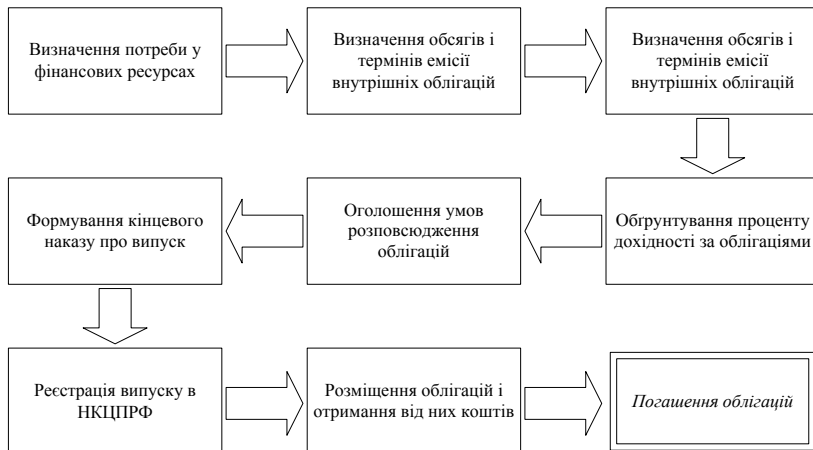 Визначення потреби у
фінансових ресурсах
Визначення обсягів і
термінів емісії
внутрішніх облігацій
Визначення обсягів і
термінів емісії
внутрішніх облігацій
Обґрунтування проценту
дохідності за облігаціями
Оголошення умов
розповсюдження
облігацій
Формування кінцевого
наказу про випуск
Реєстрація випуску в
НКЦПРФ
Розміщення облігацій і
отримання від них коштів
Погашення облігацій